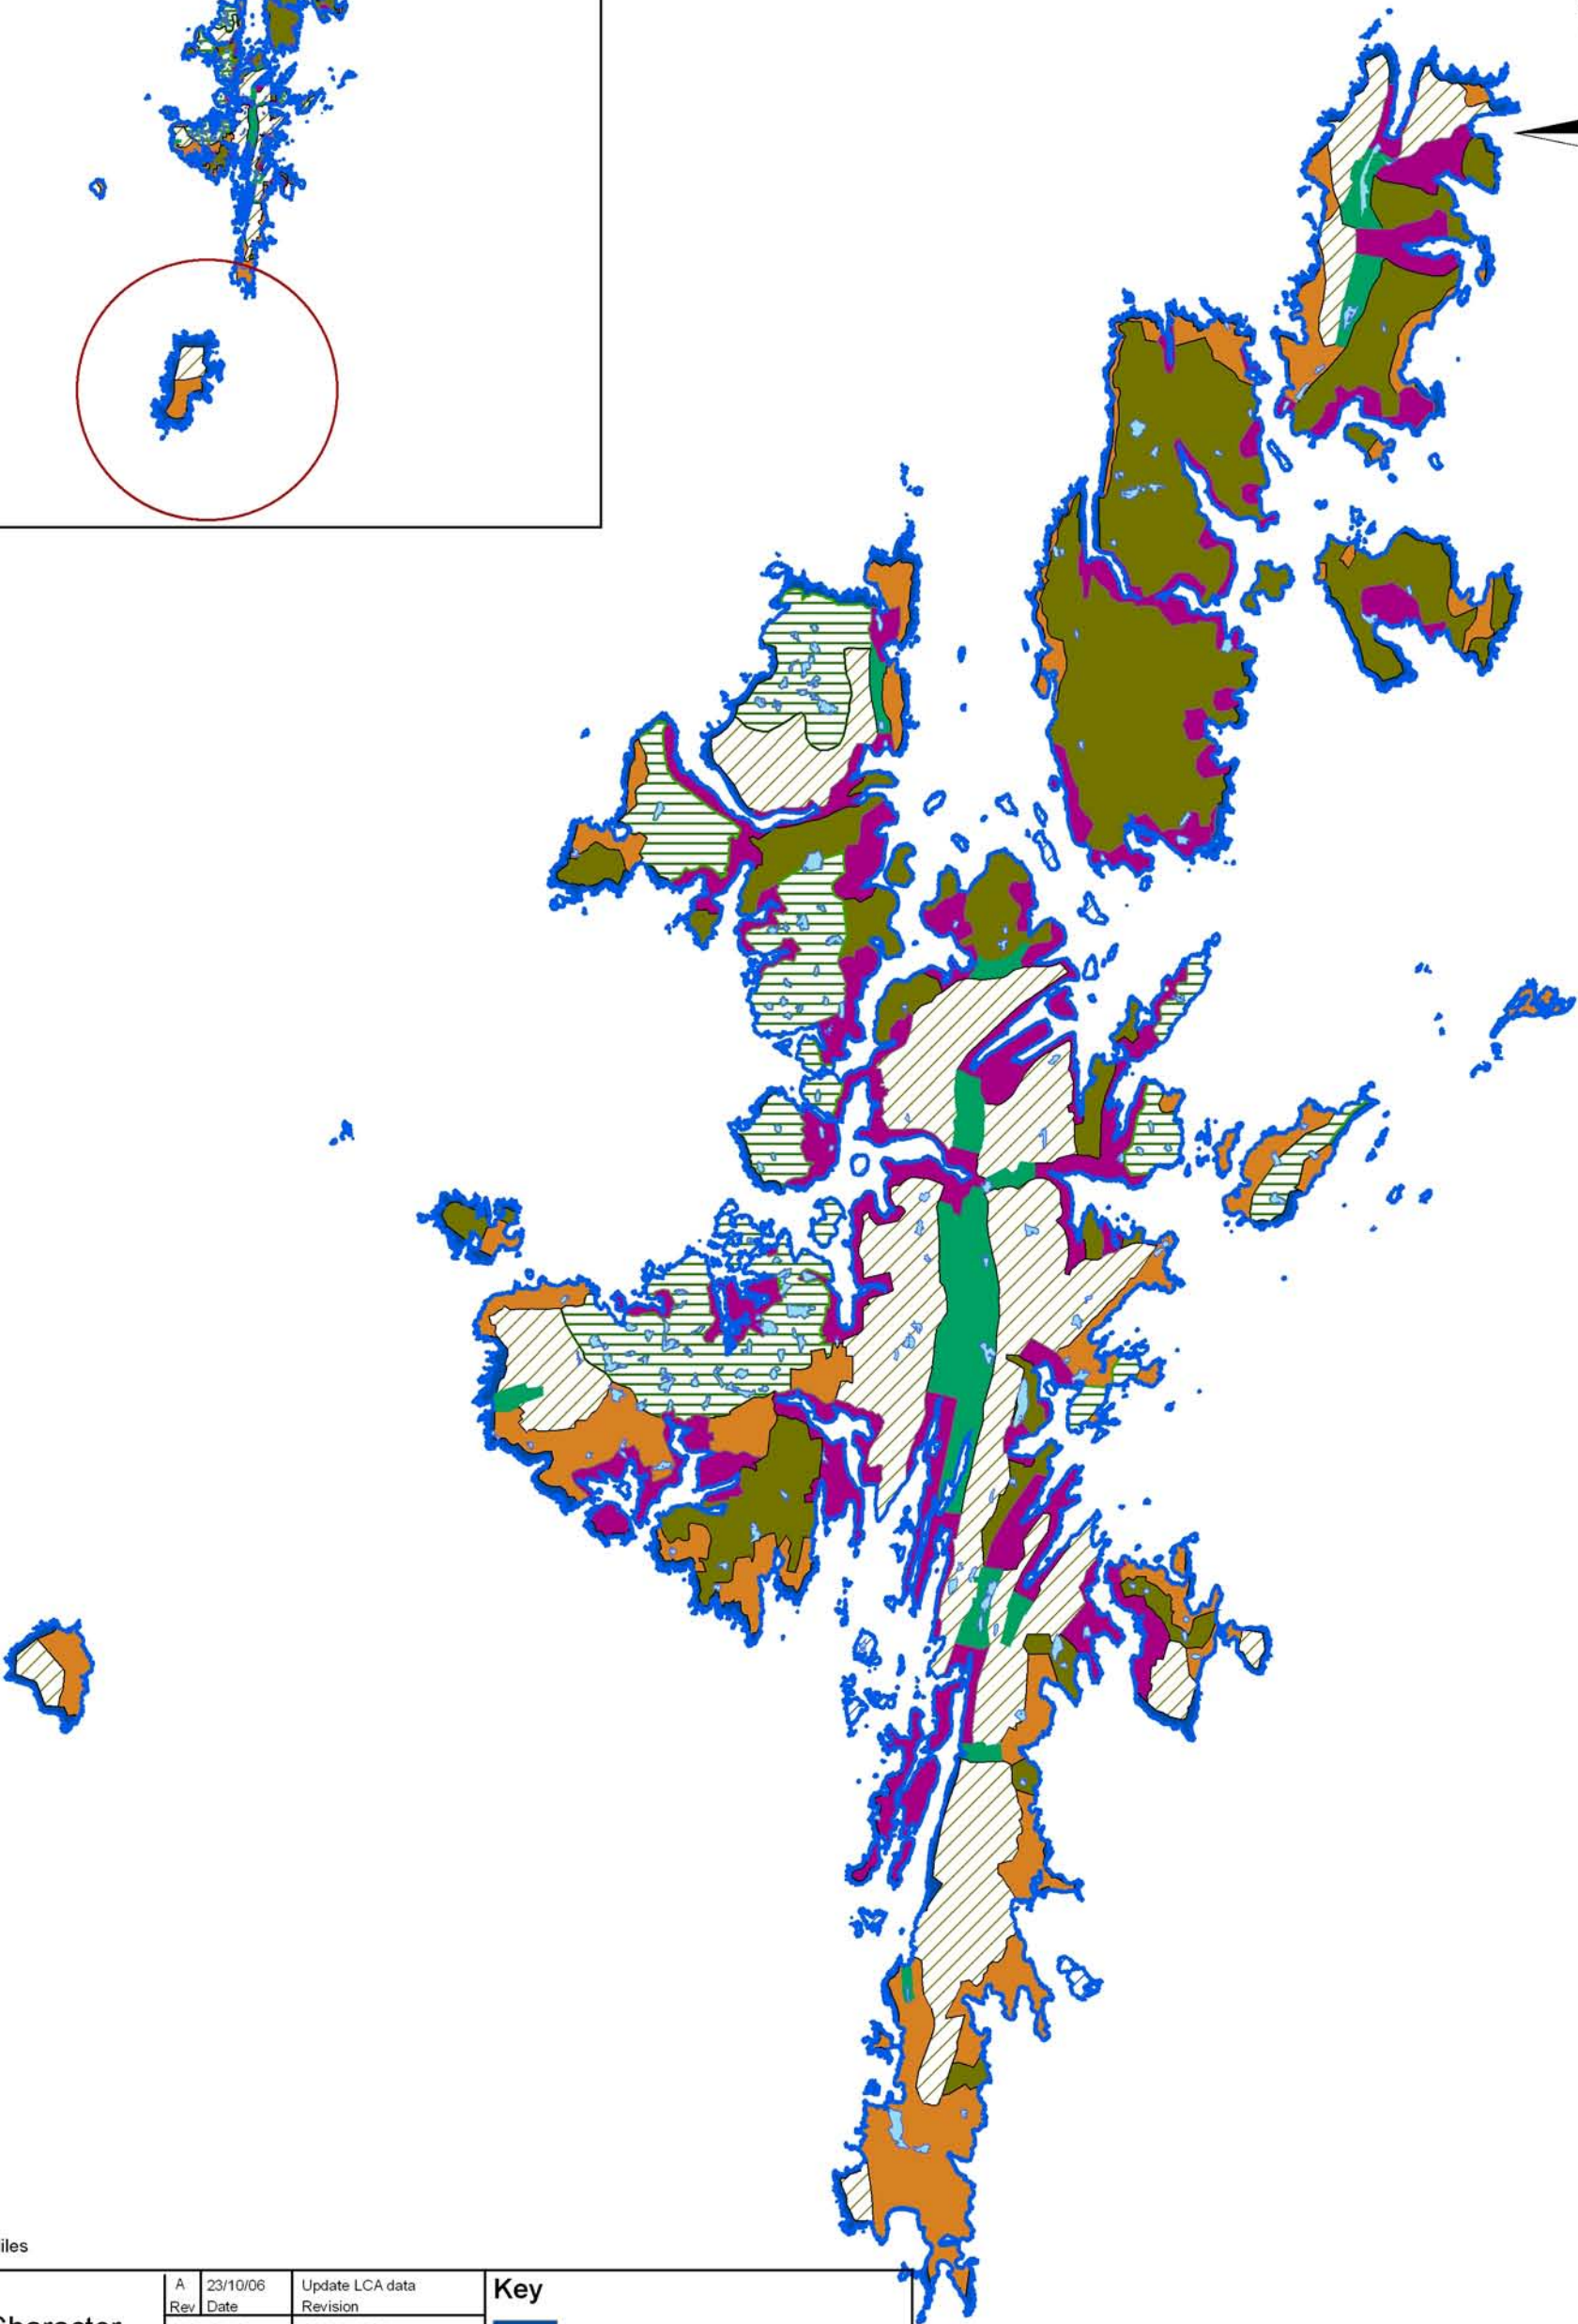 iles
A 23/10/06 Update LCA data
Rev Date Revision
Key
Character